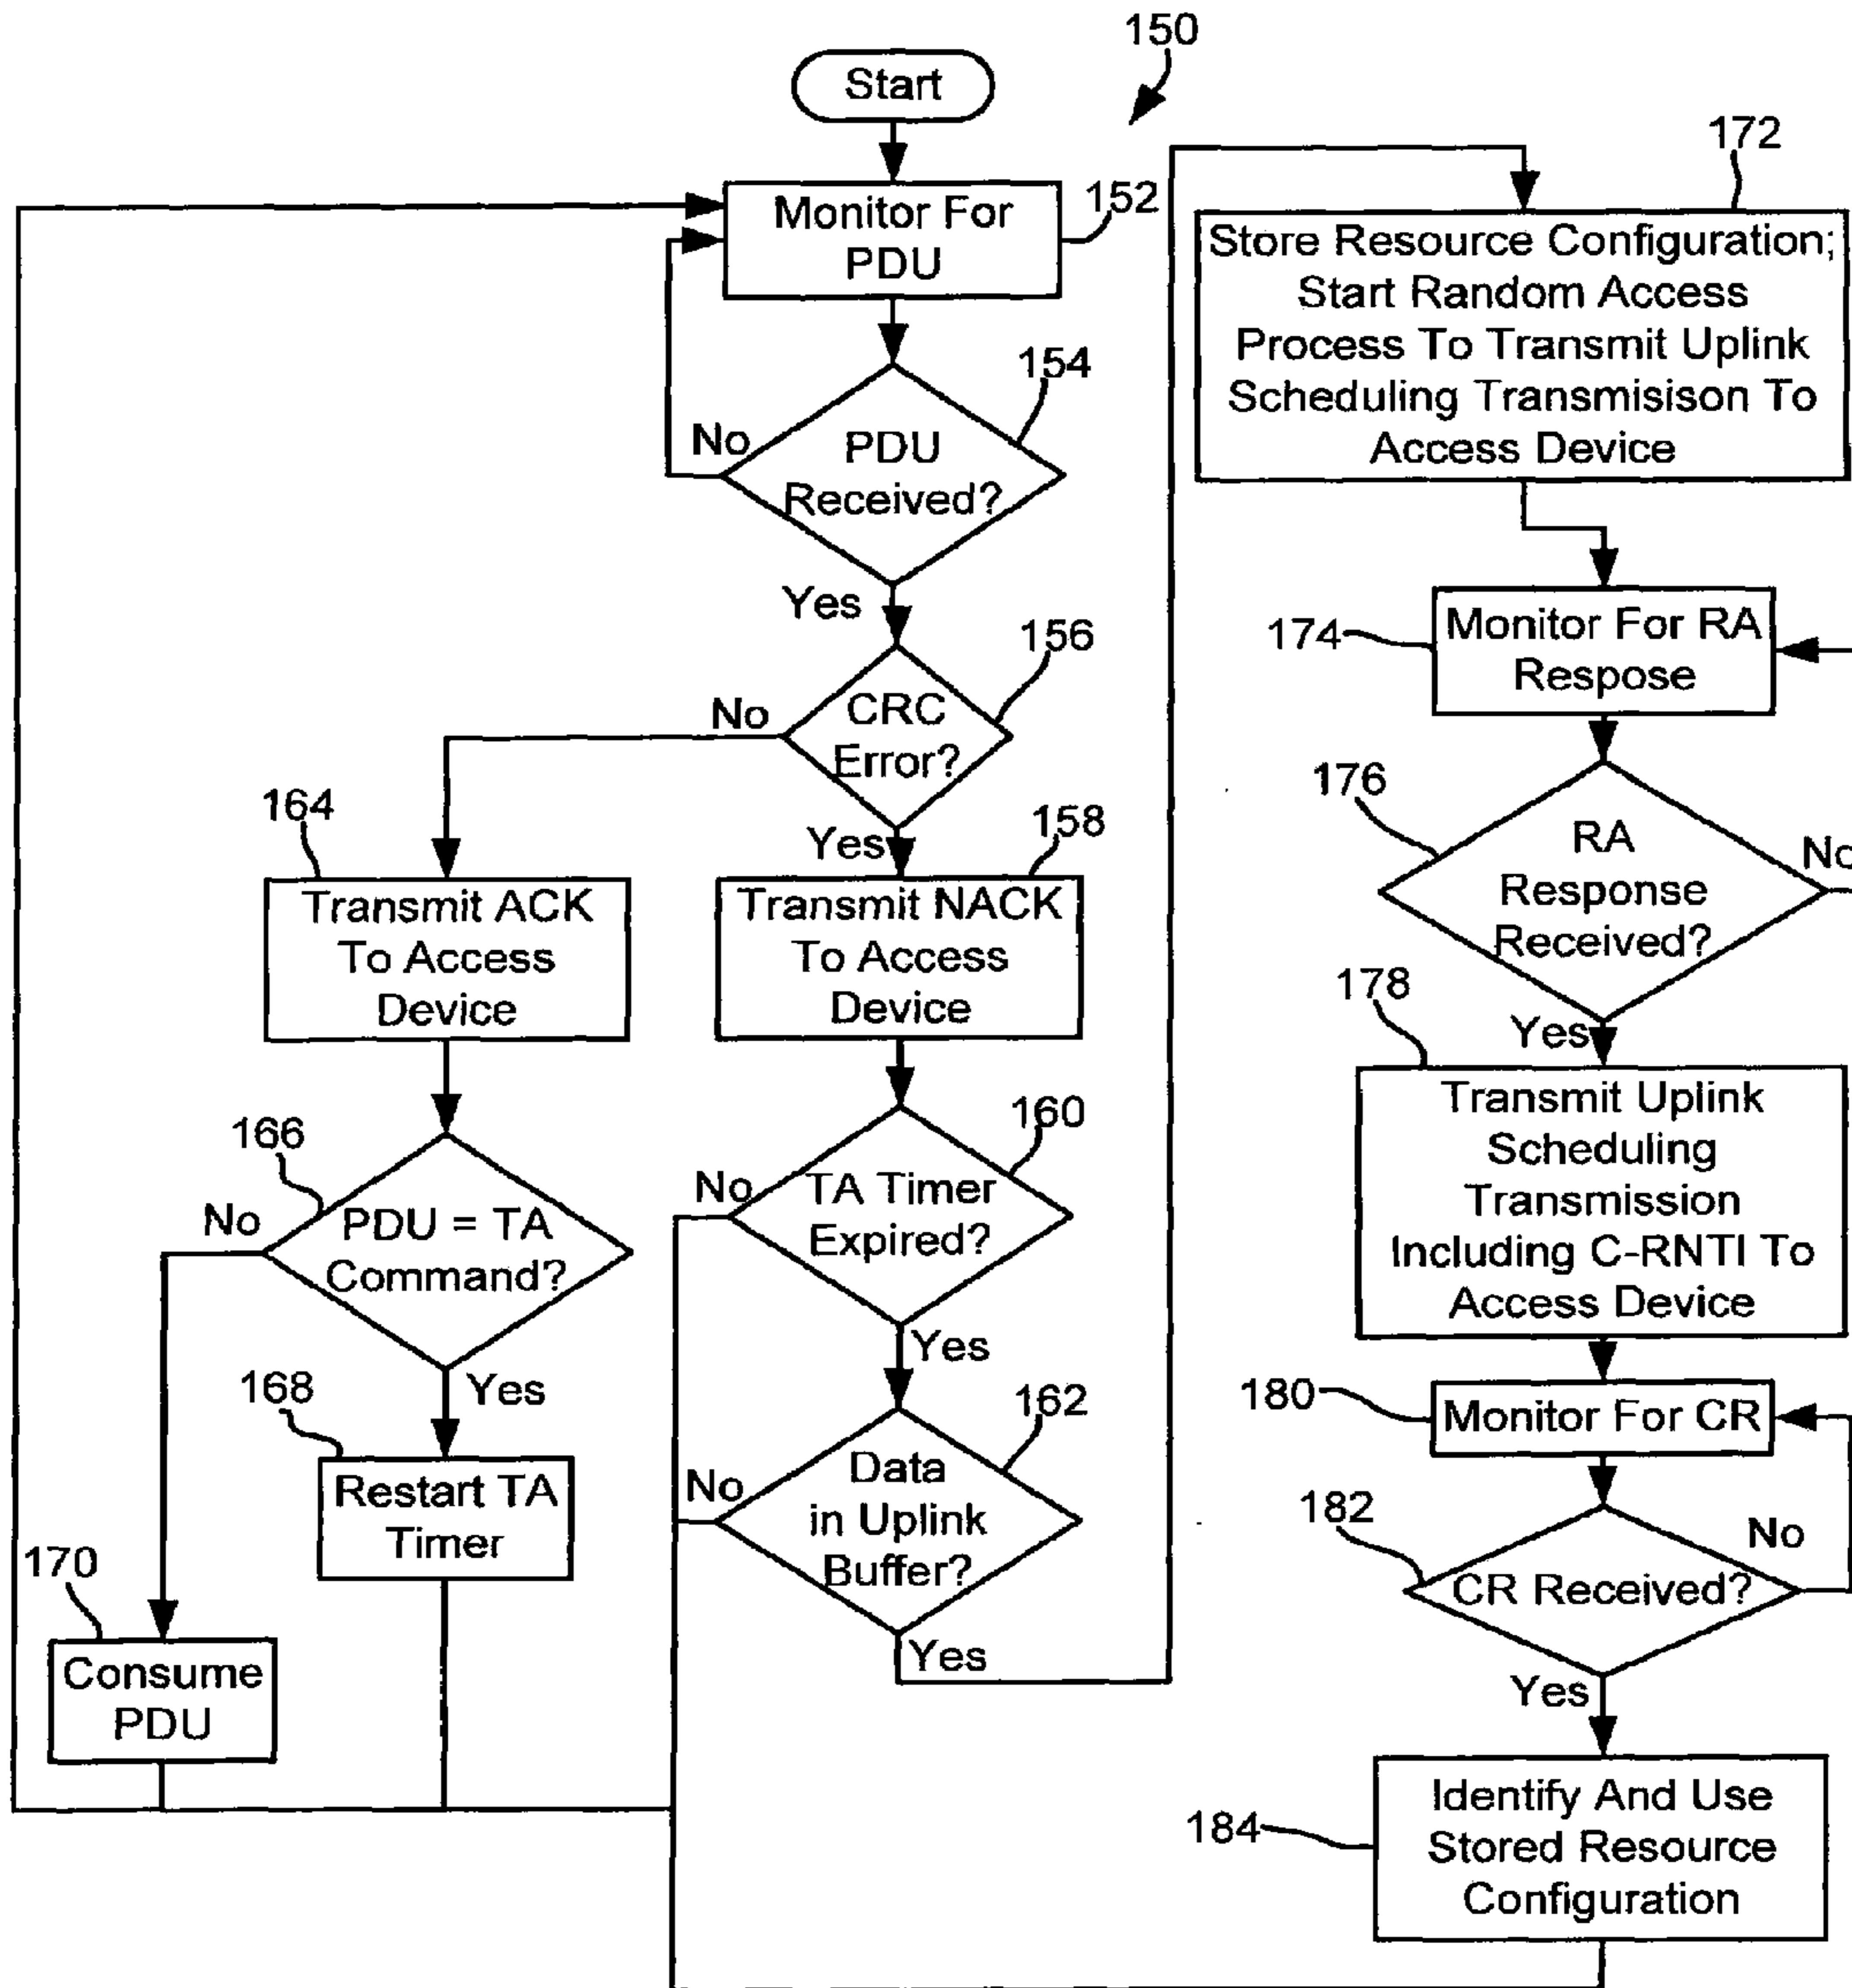 150
Start
Monitor For
PDU
152
154
No
PDU
Received?
Yes
156
No
CRC
Error?
Yes
164
Transmit ACK
To Access
Device
158
Transmit NACK
To Access
Device
166
No
PDU = TA
Command?
Yes
168
Restart TA
Timer
170
Consume
PDU
160
No
TA Timer
Expired?
Yes
162
No
Data
in Uplink
Buffer?
Yes
172
Store Resource Configuration;
Start Random Access
Process To Transmit Uplink
Scheduling Transmisison To
Access Device
174
Monitor For RA
Respose
176
RA
Response
Received?
No
Yes
178
Transmit Uplink
Scheduling
Transmission
Including C-RNTI To
Access Device
180
Monitor For CR
182
CR Received?
No
Yes
184
Identify And Use
Stored Resource
Configuration